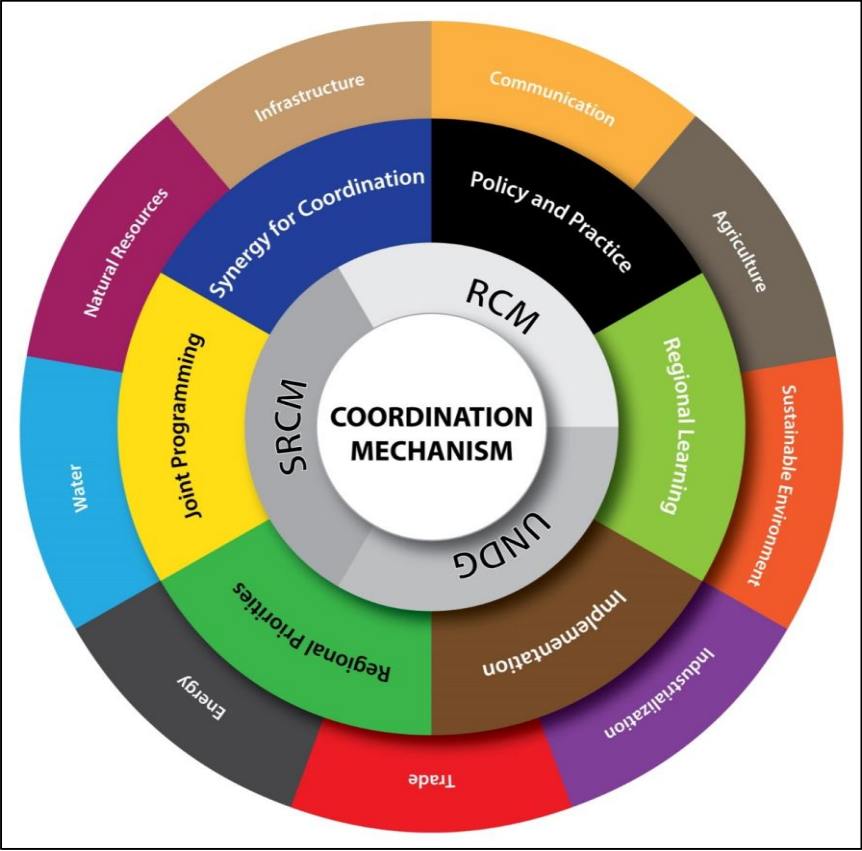 COORDINATION
MECHANISM
RCM
UNDG
SRCM
Policy and Practice
Regional Learning
Implementation
Regional Priorities
Joint Programming
Synergy for Coordination
Communication
Agriculture
Sustainable Environment
Industrialization
Trade
Energy
Water
Natural Resources
Infrastructure